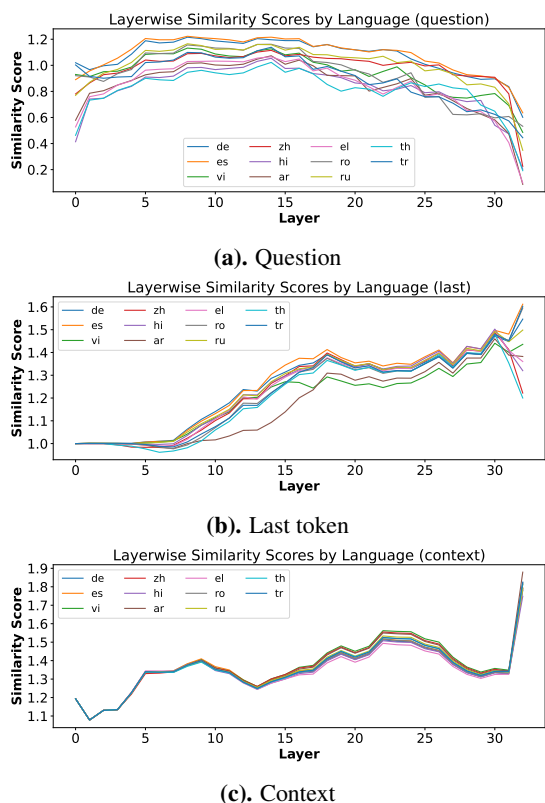 Layerwise Similarity Scores by Language (question)
Similarity Score
1.2
1.0
0.8
0.6
0.4
0.2
de zh el th
es hi ro tr
vi ar ru
0 5 10 15 20 25 30
Layer
(a). Question
Layerwise Similarity Scores by Language (last)
Similarity Score
1.6
1.5
1.4
1.3
1.2
1.1
1.0
de zh el th
es hi ro tr
vi ar ru
0 5 10 15 20 25 30
Layer
(b). Last token
Layerwise Similarity Scores by Language (context)
Similarity Score
1.9
1.8
1.7
1.6
1.5
1.4
1.3
1.2
1.1
de zh el th
es hi ro tr
vi ar ru
0 5 10 15 20 25 30
Layer
(c). Context